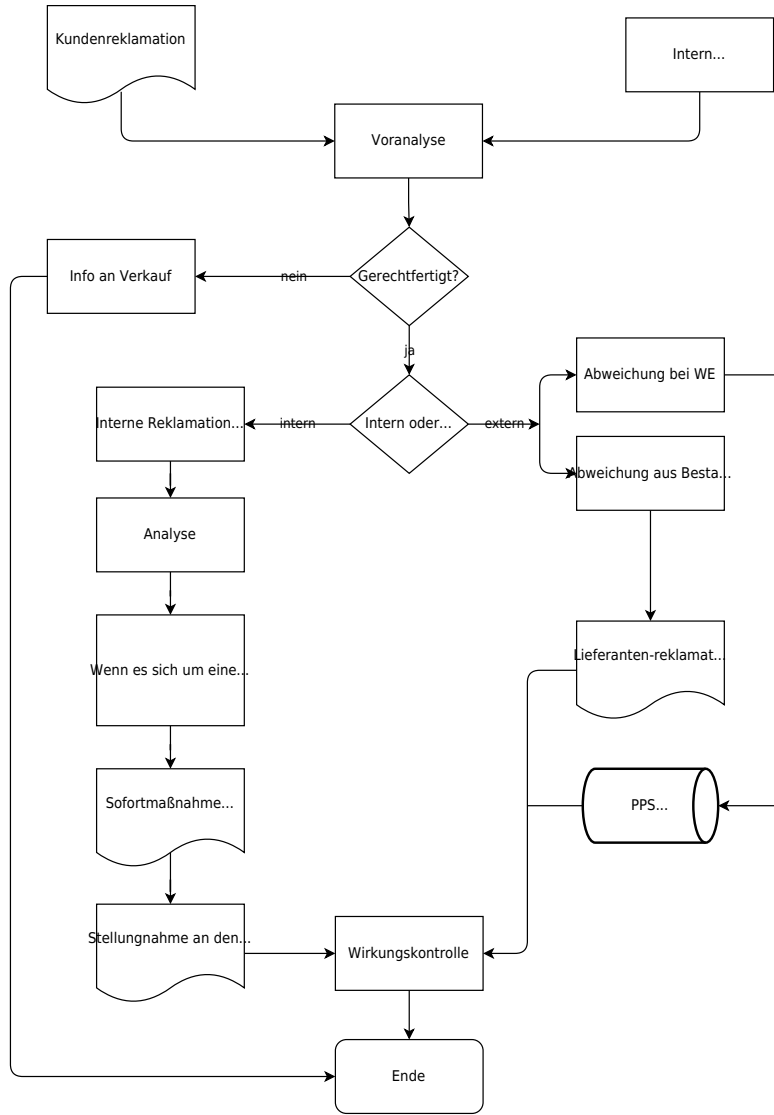 Kundenreklamation
Intern...
Voranalyse
Info an Verkauf
nein
Gerechtfertigt?
ja
Abweichung bei WE
Interne Reklamation...
intern
Intern oder...
extern
Abweichung aus Besta...
Analyse
Wenn es sich um eine...
Lieferanten-reklamat...
Sofortmaßnahme...
PPS...
Stellungnahme an den...
Wirkungskontrolle
Ende